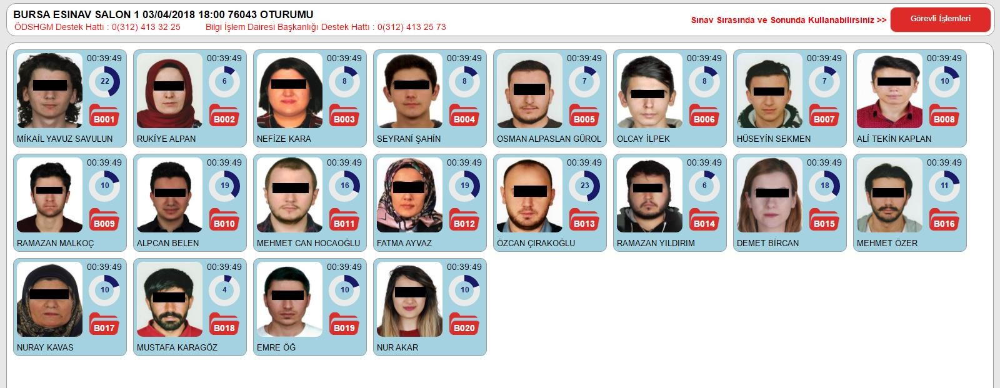 BURSA ESINAV SALON 1 03/04/2018 18:00 76043 OTURUMU
ÖDSHGM Destek Hattı : 0(312) 413 32 25 Bilgi İşlem Dairesi Başkanlığı Destek Hattı : 0(312) 413 25 73
Sınav Sırasında ve Sonunda Kullanabilirsiniz >>
Görevli İşlemleri
00:39:49
22
B001
MİKAİL YAVUZ SAVULUN
00:39:49
6
B002
RUKİYE ALPAN
00:39:49
8
B003
NEFİZE KARA
00:39:49
8
B004
SEYRANİ ŞAHİN
00:39:49
7
B005
OSMAN ALPASLAN GÜROL
00:39:49
8
B006
OLCAY İLPEK
00:39:49
7
B007
HÜSEYİN SEKMEN
00:39:49
10
B008
ALİ TEKİN KAPLAN
00:39:49
10
B009
RAMAZAN MALKOÇ
00:39:49
19
B010
ALPCAN BELEN
00:39:49
16
B011
MEHMET CAN HOCAOĞLU
00:39:49
19
B012
FATMA AYVAZ
00:39:49
23
B013
ÖZCAN ÇIRAKOĞLU
00:39:49
6
B014
RAMAZAN YILDIRIM
00:39:49
18
B015
DEMET BİRCAN
00:39:49
11
B016
MEHMET ÖZER
00:39:49
10
B017
NURAY KAVAS
00:39:49
4
B018
MUSTAFA KARAGÖZ
00:39:49
10
B019
EMRE ÖĞ
00:39:49
10
B020
NUR AKAR